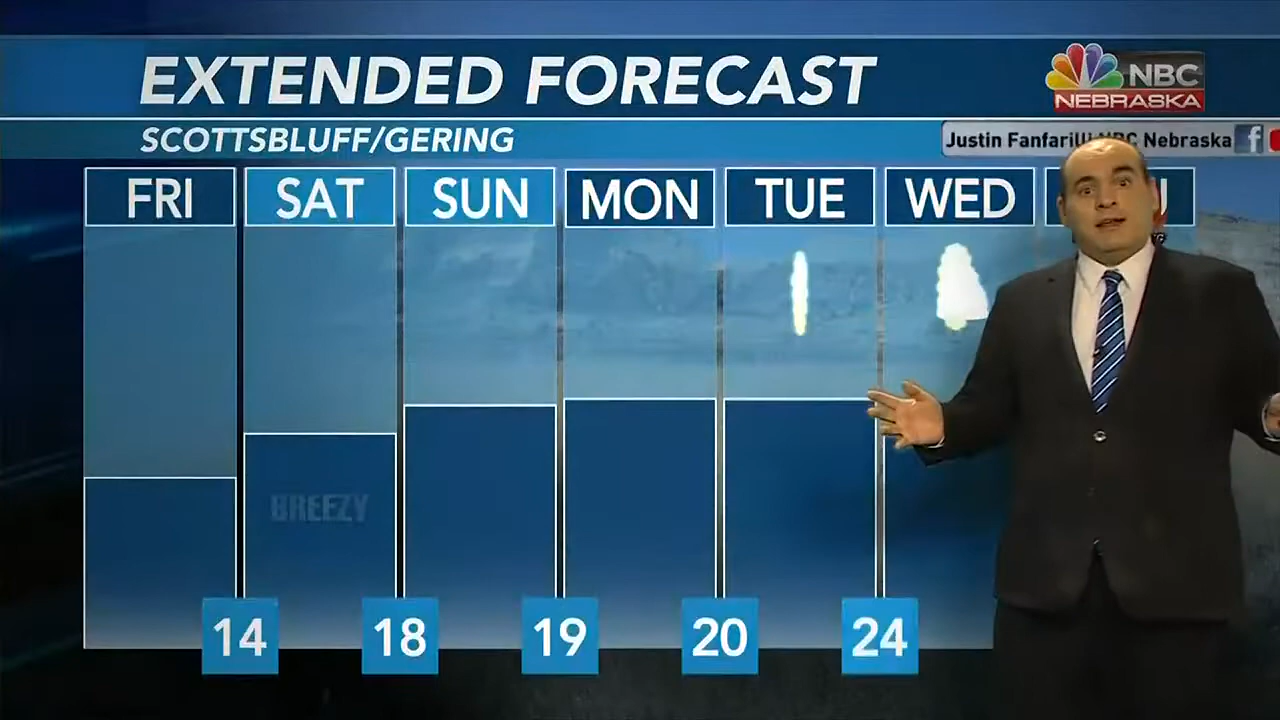 EXTENDED FORECAST
NBC
NEBRASKA
SCOTTSBLUFF/GERING
Justin Fanfarilli NBC Nebraska f
FRI
SAT
SUN
MON
TUE
WED
BREEZY
14
18
19
20
24